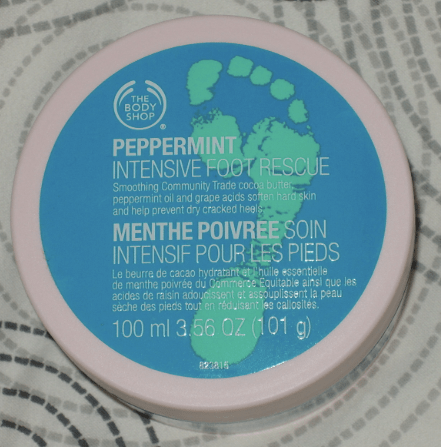 THE
BODY
SHOP®
PEPPERMINT
INTENSIVE FOOT RESCUE
Smoothing Community Trade cocoa butter,
peppermint oil and grape acids soften hard skin
and help prevent dry cracked heels.
MENTHE POIVRÉE SOIN
INTENSIF POUR LES PIEDS
Le beurre de cacao hydratant et l'huile essentielle
de menthe poivrée du Commerce Equitable ainsi que les
acides de raisin adoucissent et assouplissent la peau
sèche des pieds tout en réduisant les callosités.
100 ml 3.56 OZ (101 g)